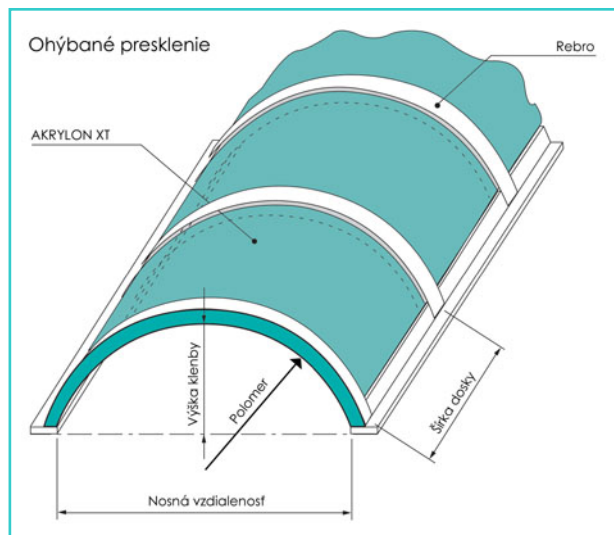 Ohýbané presklenie
Rebro
AKRYLON XT
Výška klenby
Polomer
Šírka dosky
Nosná vzdialenosť